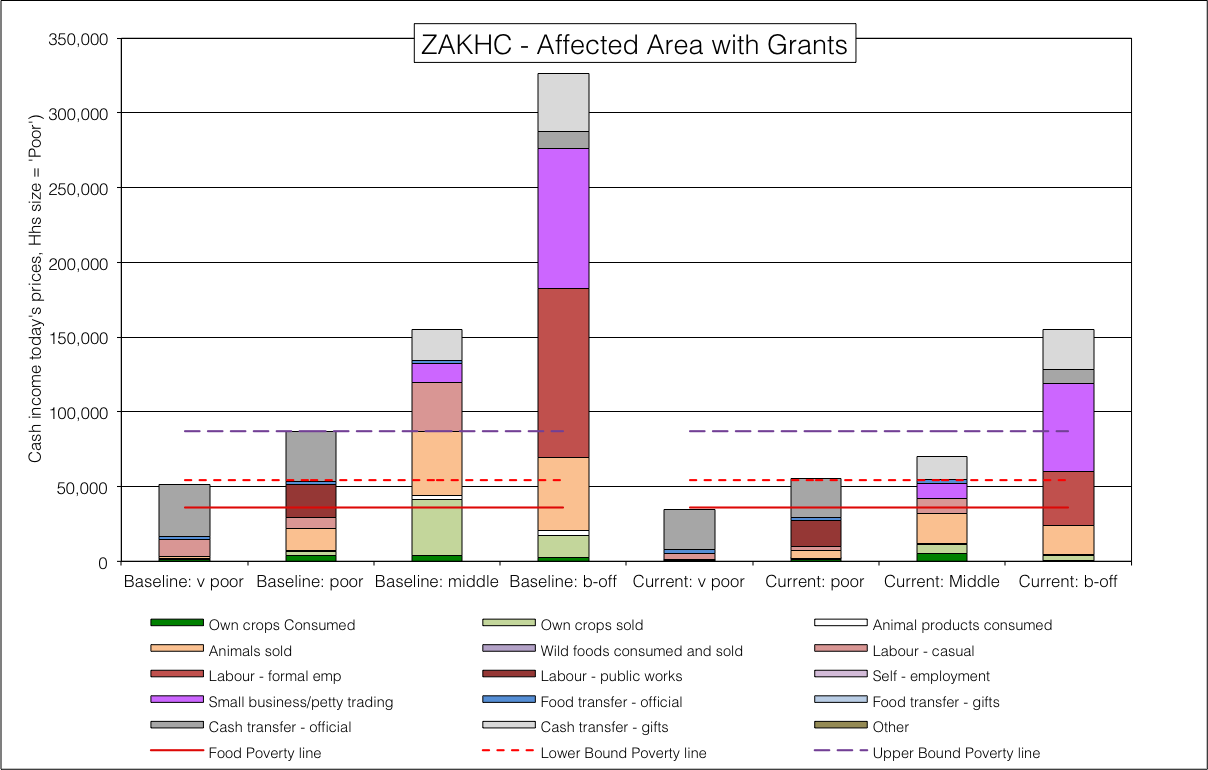 ZAKHC - Affected Area with Grants
Cash income today's prices, Hhs size = 'Poor')
350,000
300,000
250,000
200,000
150,000
100,000
50,000
0
Baseline: v poor Baseline: poor Baseline: middle Baseline: b-off Current: v poor Current: poor Current: Middle Current: b-off
Own crops Consumed Own crops sold Animal products consumed
Animals sold Wild foods consumed and sold Labour - casual
Labour - formal emp Labour - public works Self - employment
Small business/petty trading Food transfer - official Food transfer - gifts
Cash transfer - official Cash transfer - gifts Other
Food Poverty line Lower Bound Poverty line Upper Bound Poverty line